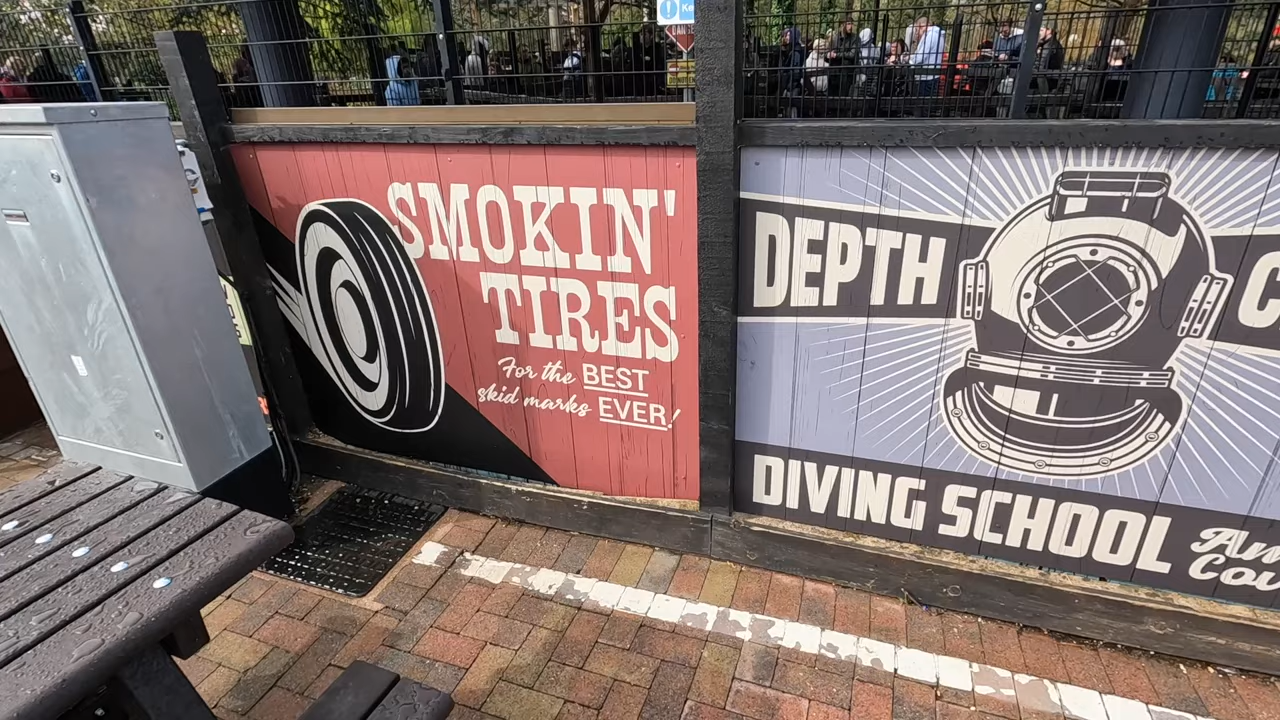 SMOKIN'
TIRES
For the BEST
skid marks EVER!
DEPTH C
DIVING SCHOOL